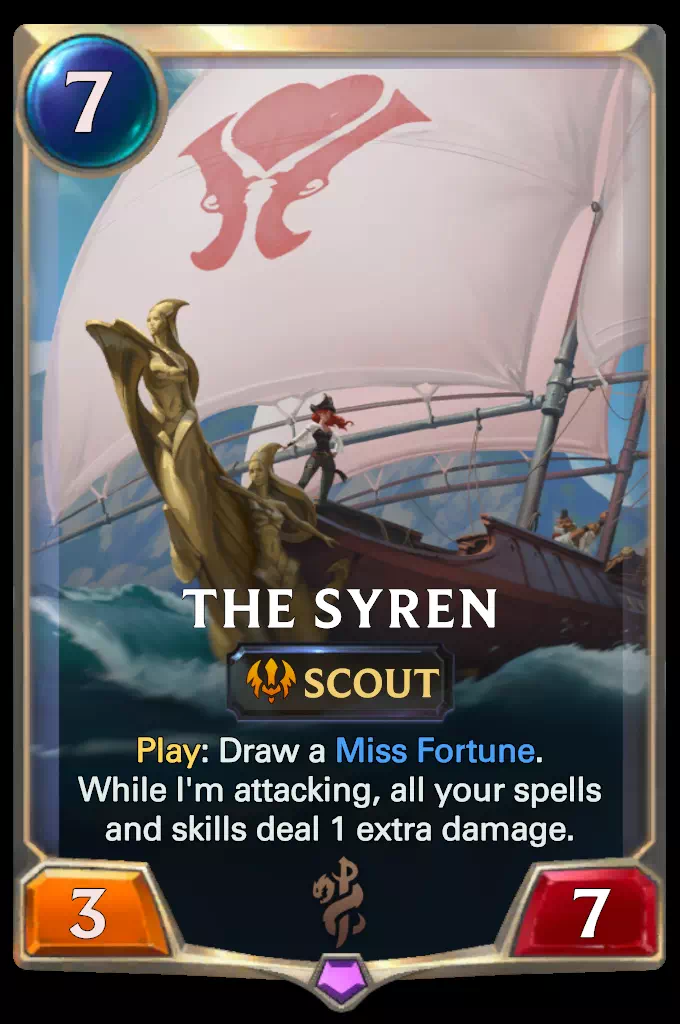 7
THE SYREN
SCOUT
Play: Draw a Miss Fortune.
While I'm attacking, all your spells
and skills deal 1 extra damage.
3
7